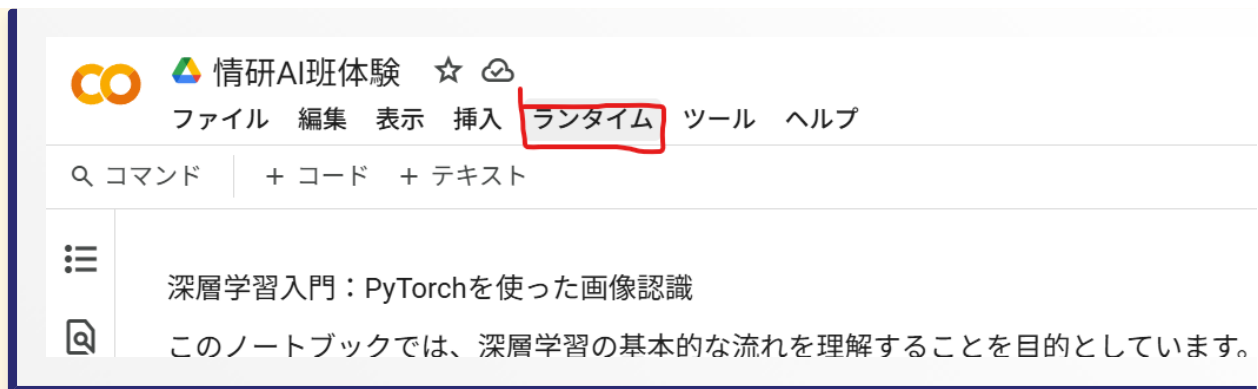 情研AI班体験
ファイル 編集 表示 挿入 ランタイム ツール ヘルプ
コマンド + コード + テキスト
深層学習入門：PyTorchを使った画像認識
このノートブックでは、深層学習の基本的な流れを理解することを目的としています。